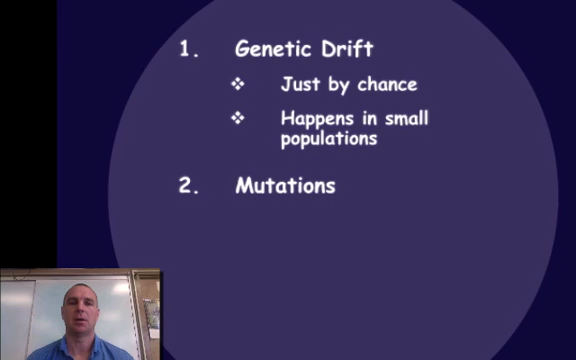 1. Genetic Drift
❖ Just by chance
❖ Happens in small
populations
2. Mutations